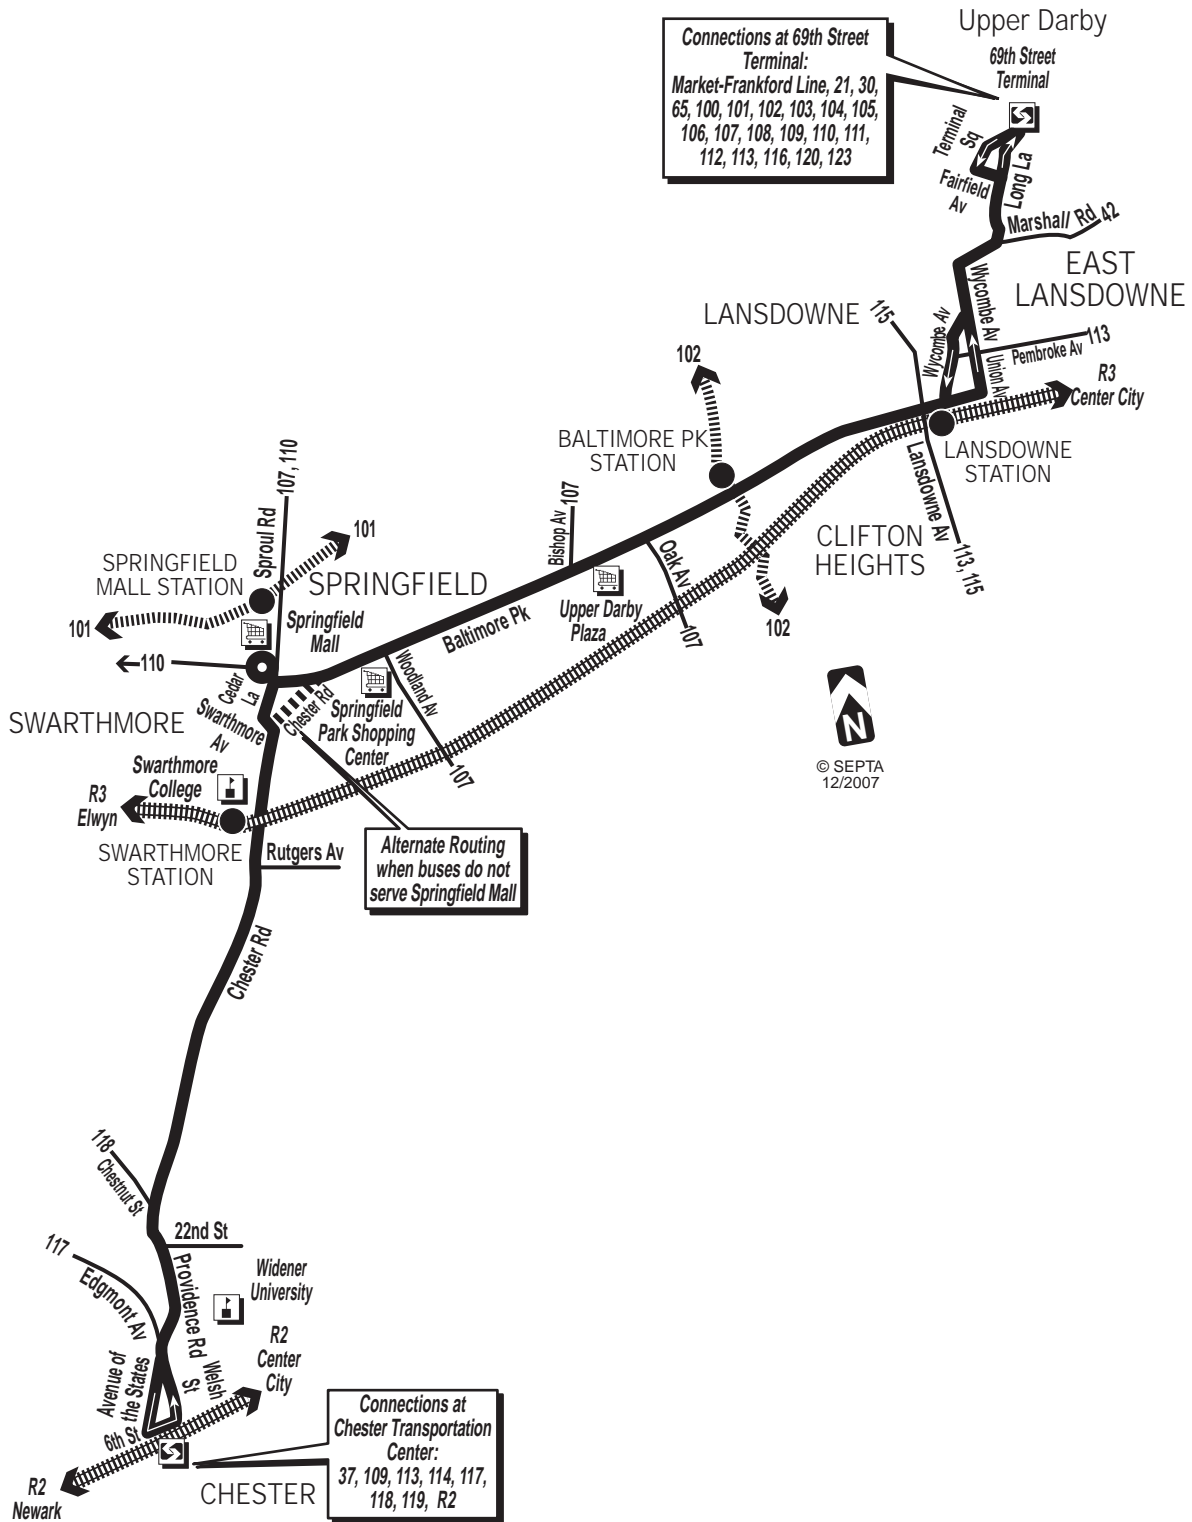 Upper Darby
69th Street
Terminal
Connections at 69th Street
Terminal:
Market-Frankford Line, 21, 30,
65, 100, 101, 102, 103, 104, 105,
106, 107, 108, 109, 110, 111,
112, 113, 116, 120, 123
Terminal
Sq
Fairfield
Av
Long La
Marshall Rd 42
EAST
LANSDOWNE
Wycombe Av
LANSDOWNE
115
Wycombe Av
Union Av
Pembroke Av
113
R3
Center City
102
BALTIMORE PK
STATION
LANSDOWNE
STATION
Lansdowne Av
113, 115
CLIFTON
HEIGHTS
107, 110
Sproul Rd
101
Bishop Av
107
Oak Av
107
102
SPRINGFIELD
MALL STATION
SPRINGFIELD
101
Springfield
Mall
Upper Darby
Plaza
Baltimore Pk
110
Cedar
La
Swarthmore
Av
Chester Rd
Springfield
Park Shopping
Center
Woodland Av
107
SWARTHMORE
Swarthmore
College
R3
Elwyn
SWARTHMORE
STATION
N
© SEPTA
12/2007
Rutgers Av
Alternate Routing
when buses do not
serve Springfield Mall
Chester Rd
118
Chestnut St
22nd St
117
Edgmont Av
Providence Rd
Widener
University
Avenue of
the States
Welsh
St
R2
Center
City
6th St
R2
Newark
CHESTER
Connections at
Chester Transportation
Center:
37, 109, 113, 114, 117,
118, 119, R2